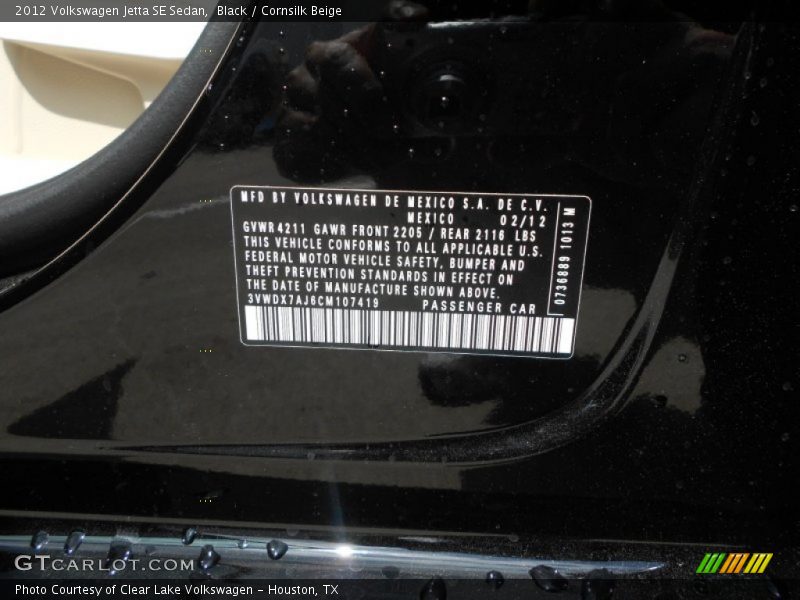 2012 Volkswagen Jetta SE Sedan,  Black / Cornsilk Beige
MFD BY VOLKSWAGEN DE MEXICO S.A. DE C.V.
MEXICO 02/12
GVWR 4211 GAWR FRONT 2205 / REAR 2116 LBS
THIS VEHICLE CONFORMS TO ALL APPLICABLE U.S.
FEDERAL MOTOR VEHICLE SAFETY, BUMPER AND
THEFT PREVENTION STANDARDS IN EFFECT ON
THE DATE OF MANUFACTURE SHOWN ABOVE.
3VWDX7AJ6CM107419 PASSENGER CAR
0736889 1013 M
GTCARLOT.COM
Photo Courtesy of Clear Lake Volkswagen - Houston, TX